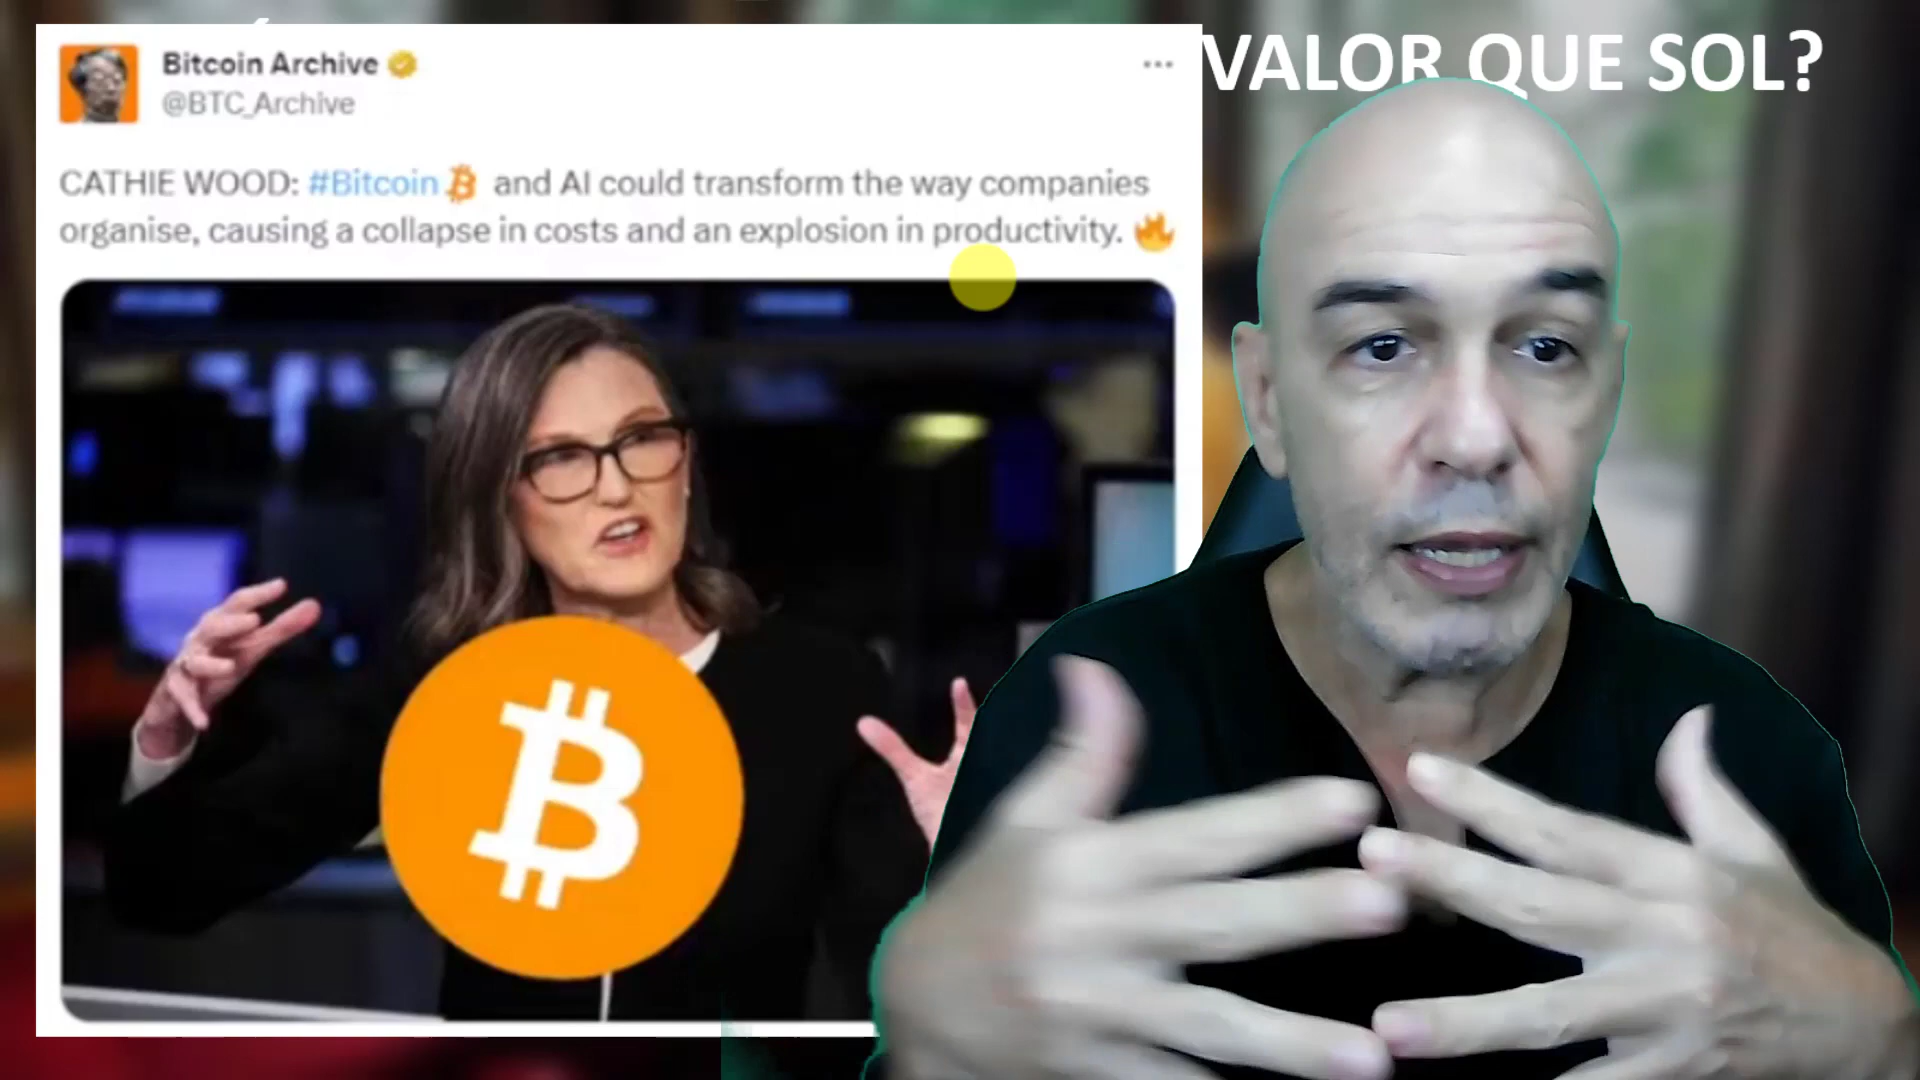 VALOR QUE SOL?
Bitcoin Archive
@BTC_Archive
CATHIE WOOD: #Bitcoin and AI could transform the way companies
organise, causing a collapse in costs and an explosion in productivity.